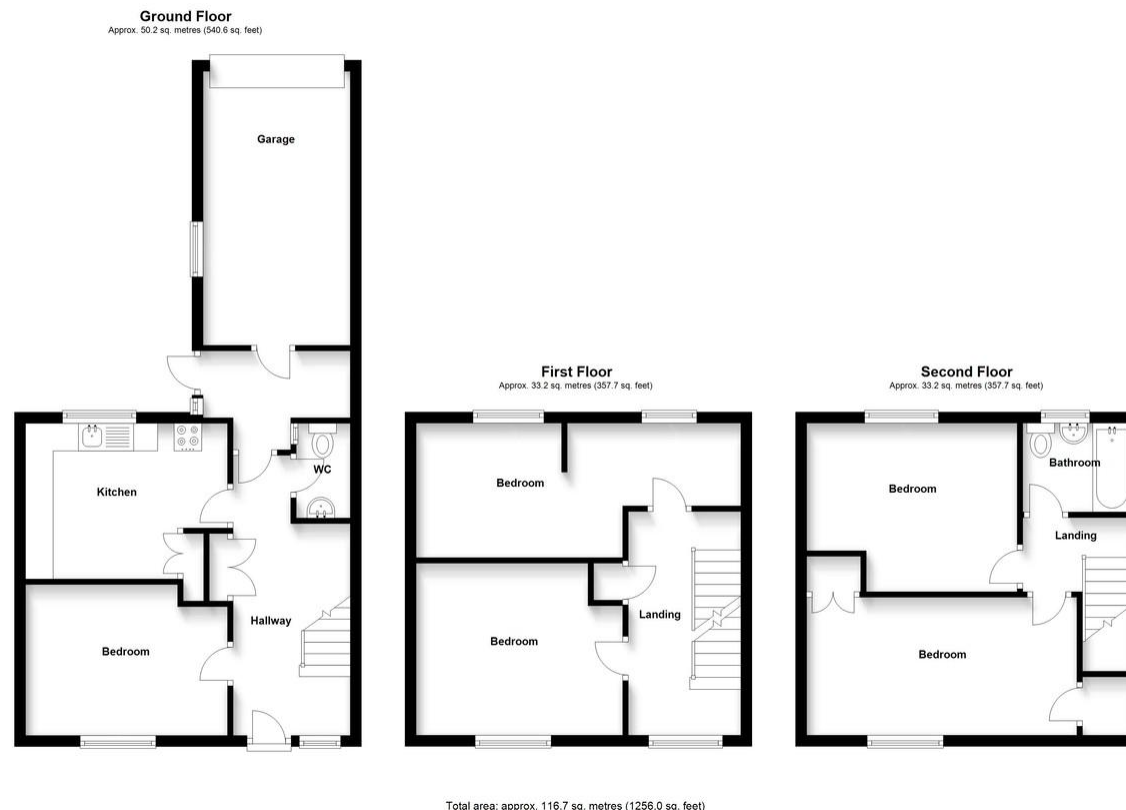 Ground Floor
Approx. 50.2 sq. metres (540.6 sq. feet)
Garage
Kitchen
WC
Hallway
Bedroom
First Floor
Approx. 33.2 sq. metres (357.7 sq. feet)
Bedroom
Bedroom
Landing
Second Floor
Approx. 33.2 sq. metres (357.7 sq. feet)
Bedroom
Bathroom
Landing
Bedroom
Total area: approx. 116.7 sq. metres (1256.0 sq. feet)